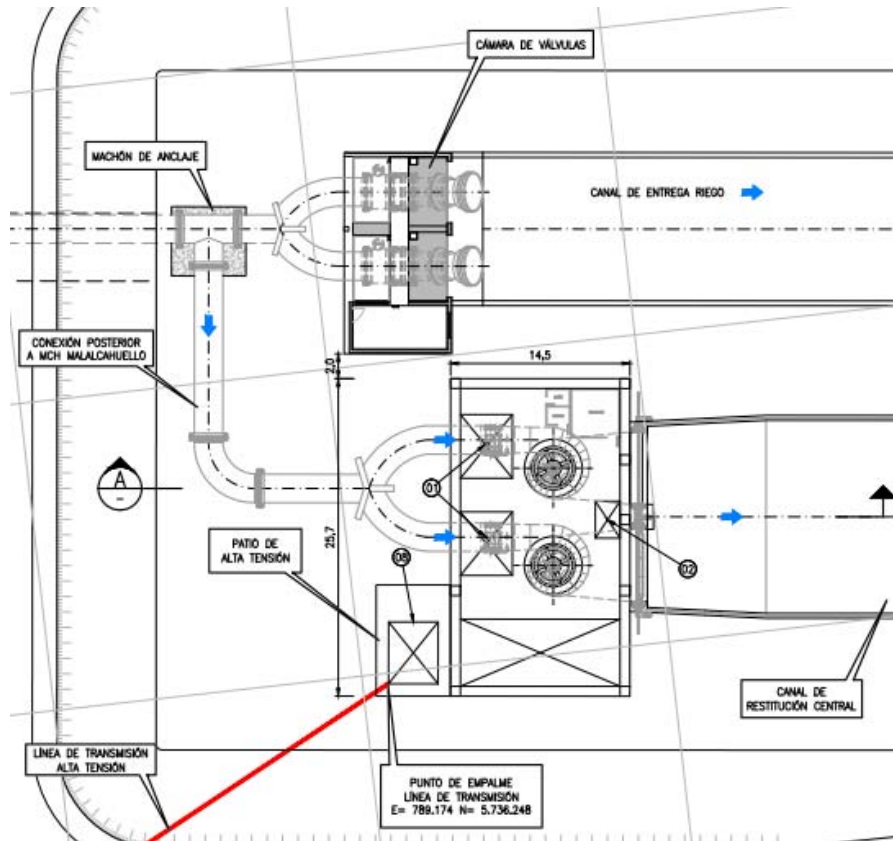 CÁMARA DE VÁLVULAS
MACHÓN DE ANCLAJE
CANAL DE ENTREGA RIEGO
CONEXIÓN POSTERIOR
A MCH MALALCAHUELLO
2,0
14,5
A
-
01
25,7
PATIO DE
ALTA TENSIÓN
08
02
CANAL DE
RESTITUCIÓN CENTRAL
LÍNEA DE TRANSMISIÓN
ALTA TENSIÓN
PUNTO DE EMPALME
LÍNEA DE TRANSMISIÓN
E= 789.174 N= 5.736.248